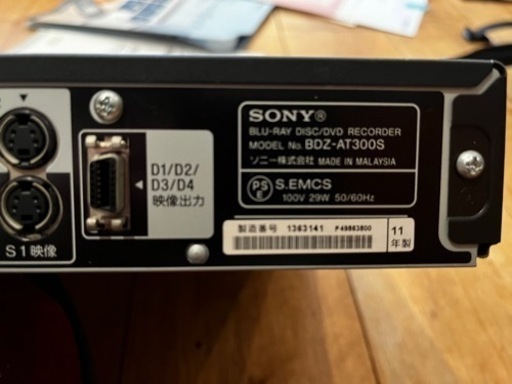 SONY®
BLU-RAY DISC/DVD RECORDER
MODEL No. BDZ-AT300S
ソニー株式会社 MADE IN MALAYSIA
PS
E
S.EMCS
100V 29W 50/60Hz
D1/D2/
D3/D4
映像出力
S1映像
製造番号 1363141
11
年製